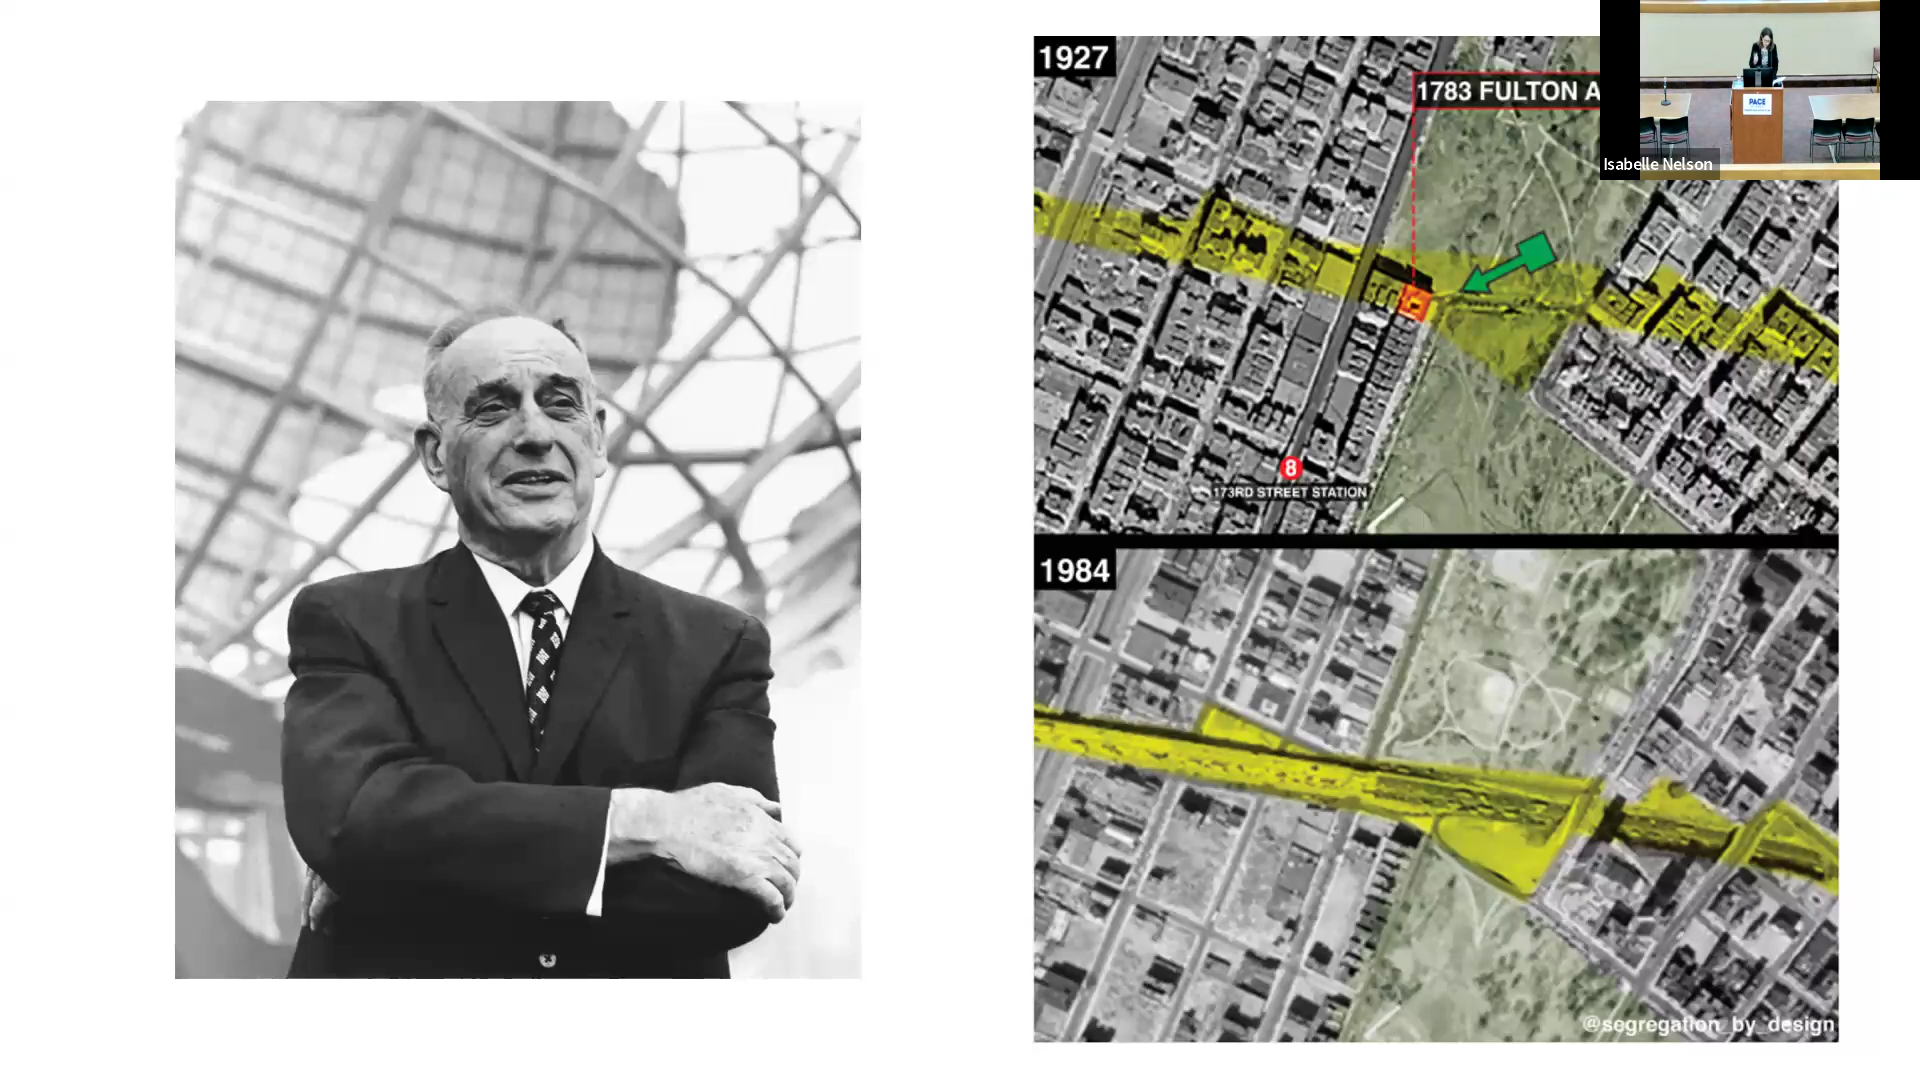 1927
1783 FULTON A
PACE
Isabelle Nelson
8
173RD STREET STATION
1984
@segregation_by_design